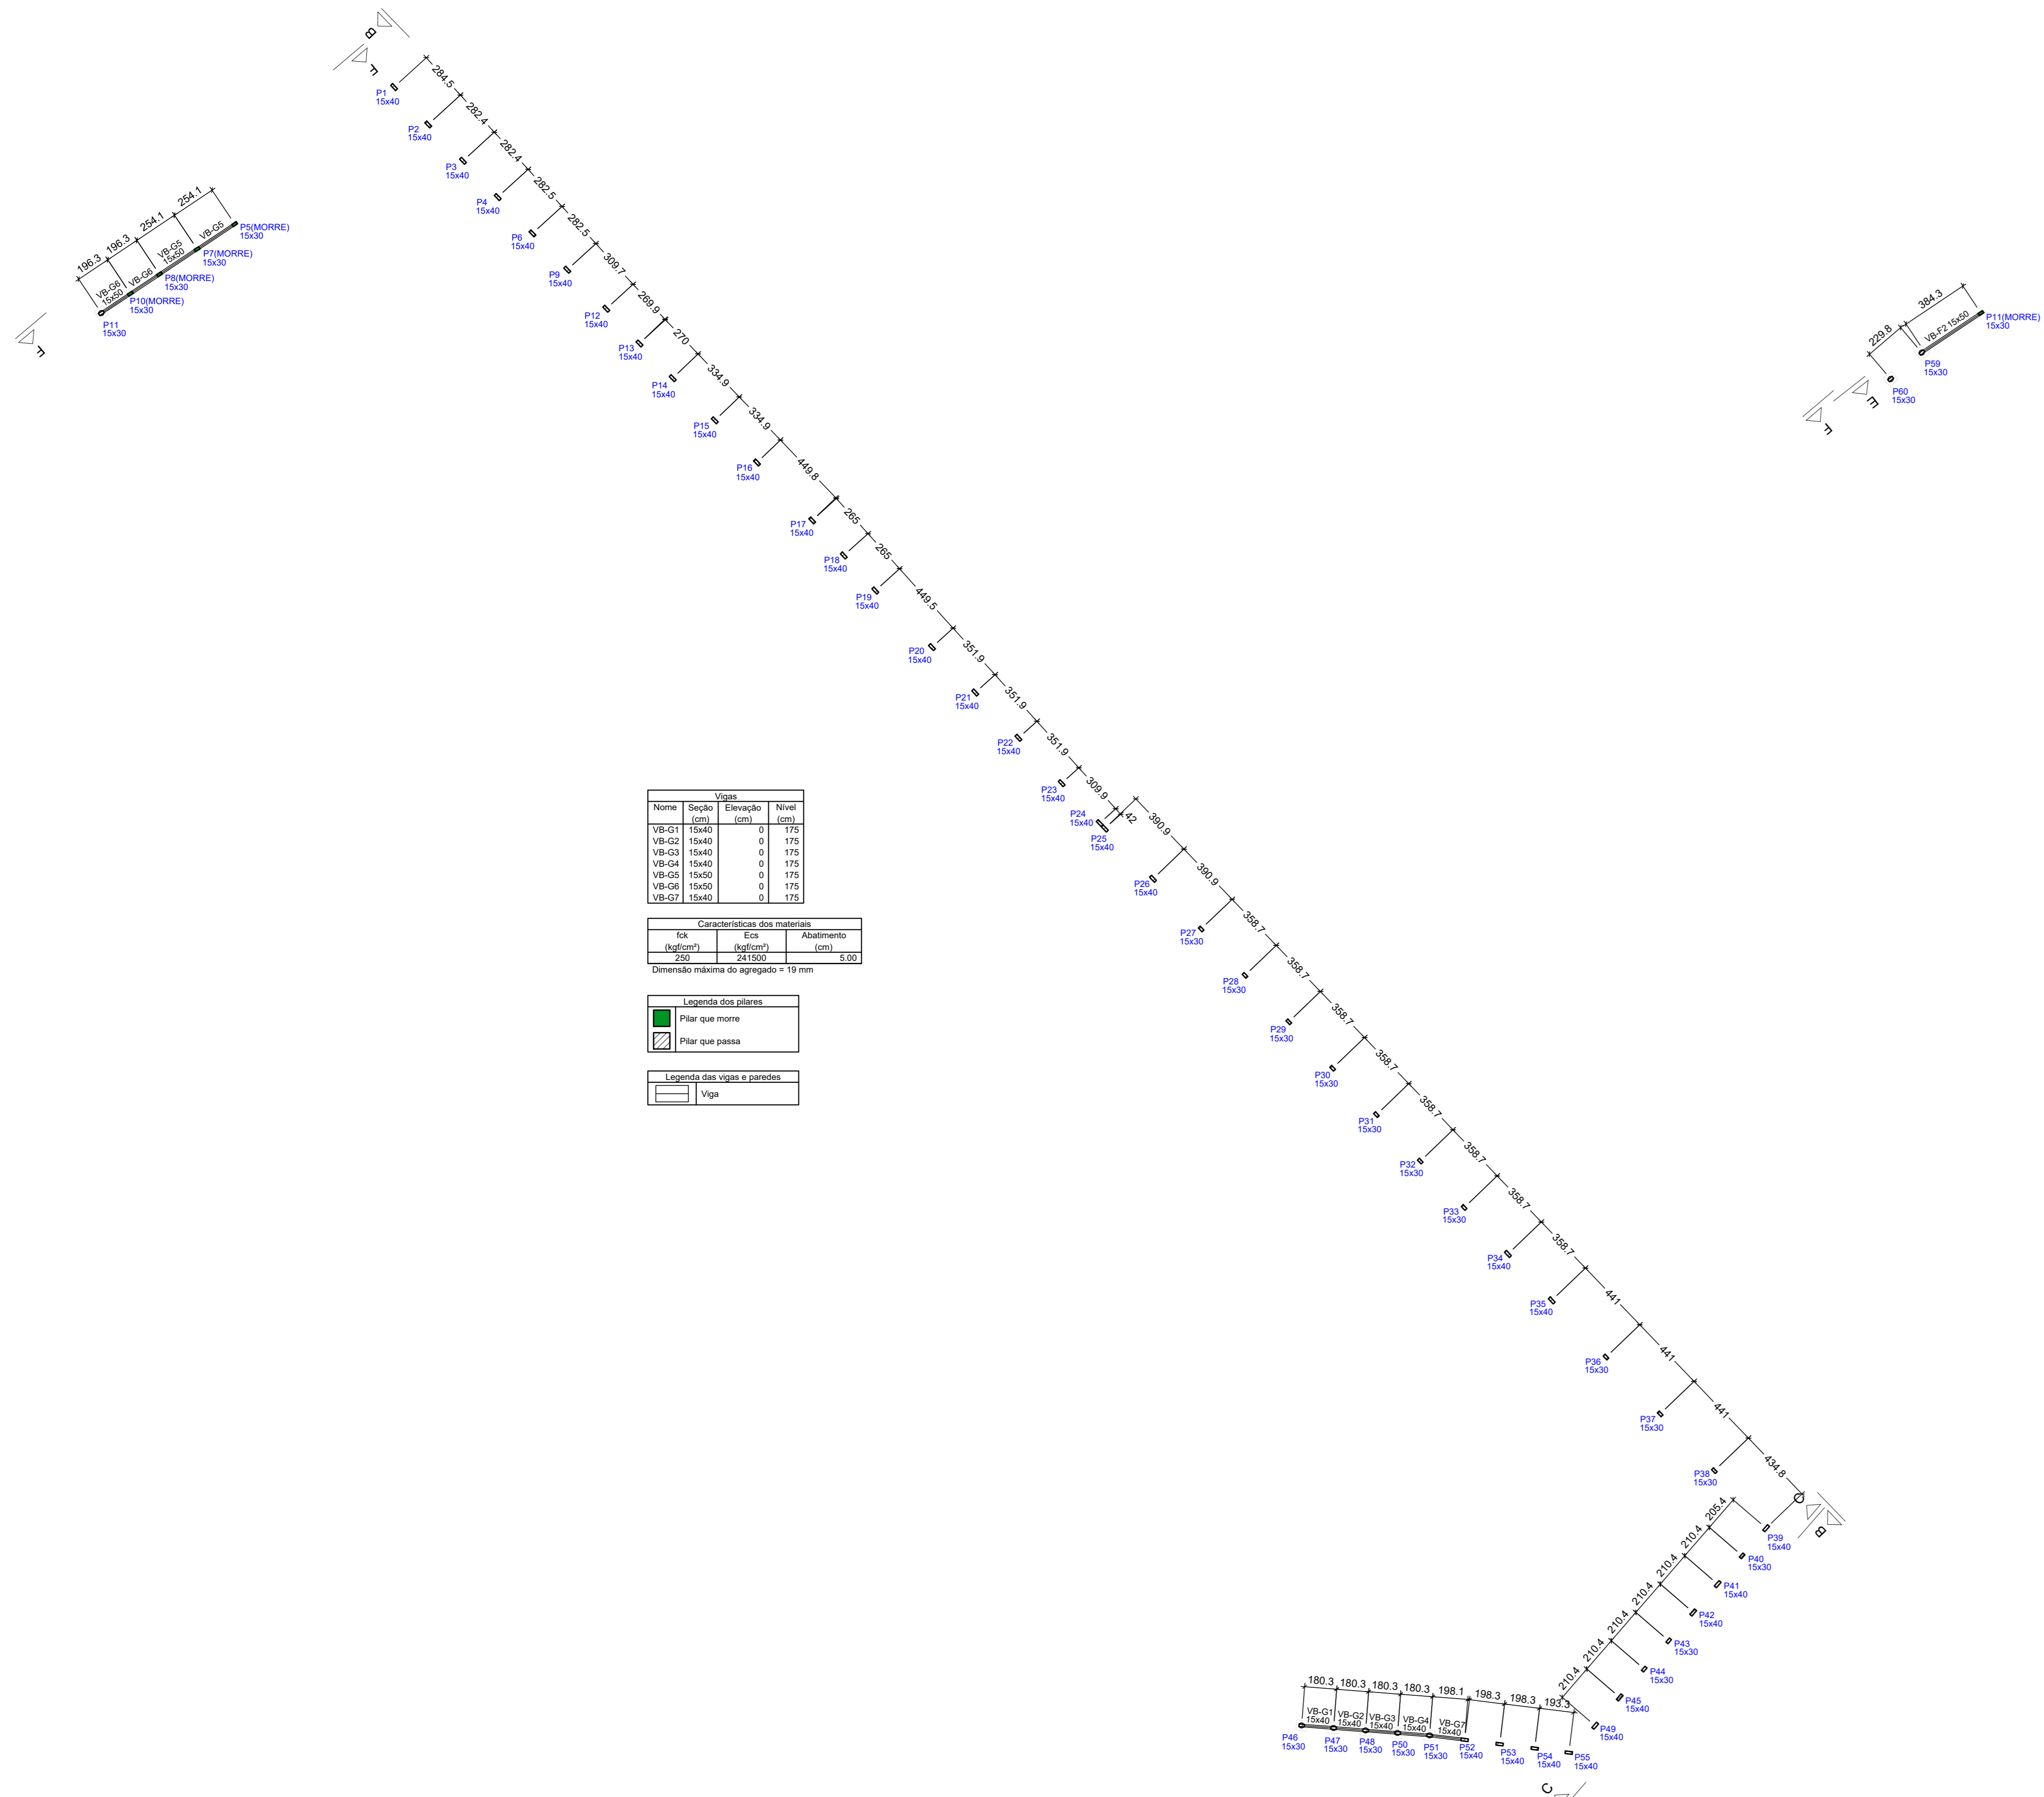 B
F
P1
15x40
284.5
P2
15x40
282.4
P3
15x40
282.4
P4
15x40
282.5
P6
15x40
282.5
P9
15x40
309.7
P12
15x40
269.9
P13
15x40
270
P14
15x40
334.9
P15
15x40
334.9
P16
15x40
449.8
P17
15x40
265
P18
15x40
265
P19
15x40
449.5
P20
15x40
351.9
P21
15x40
351.9
P22
15x40
351.9
P23
15x40
309.9
P24
15x40
42
P25
15x40
390.9
P26
15x40
390.9
P27
15x30
358.7
P28
15x30
358.7
P29
15x30
358.7
P30
15x30
358.7
P31
15x30
358.7
P32
15x30
358.7
P33
15x30
358.7
P34
15x40
358.7
P35
15x40
441
P36
15x30
441
P37
15x30
441
P38
15x30
434.8
C
B
P39
15x40
205.4
P40
15x30
210.4
P41
15x40
210.4
P42
15x40
210.4
P43
15x30
210.4
P44
15x30
210.4
P45
15x40
210.4
P49
15x40
196.3
196.3
254.1
254.1
VB-G6
15x50
VB-G6
VB-G5
15x50
VB-G5
P5(MORRE)
15x30
P7(MORRE)
15x30
P8(MORRE)
15x30
P10(MORRE)
15x30
P11
15x30
F
229.8
384.3
VB-F2 15x50
P11(MORRE)
15x30
P59
15x30
P60
15x30
E
F
Vigas
Nome Seção Elevação Nível
(cm) (cm) (cm)
VB-G1 15x40 0 175
VB-G2 15x40 0 175
VB-G3 15x40 0 175
VB-G4 15x40 0 175
VB-G5 15x50 0 175
VB-G6 15x50 0 175
VB-G7 15x40 0 175
Características dos materiais
fck Ecs Abatimento
(kgf/cm²) (kgf/cm²) (cm)
250 241500 5.00
Dimensão máxima do agregado = 19 mm
Legenda dos pilares
Pilar que morre
Pilar que passa
Legenda das vigas e paredes
Viga
180.3 180.3 180.3 180.3 198.1 198.3 198.3 193.3
VB-G1
15x40
VB-G2
15x40
VB-G3
15x40
VB-G4
15x40
VB-G7
15x40
P46
15x30
P47
15x30
P48
15x30
P50
15x30
P51
15x30
P52
15x40
P53
15x40
P54
15x40
P55
15x40
C